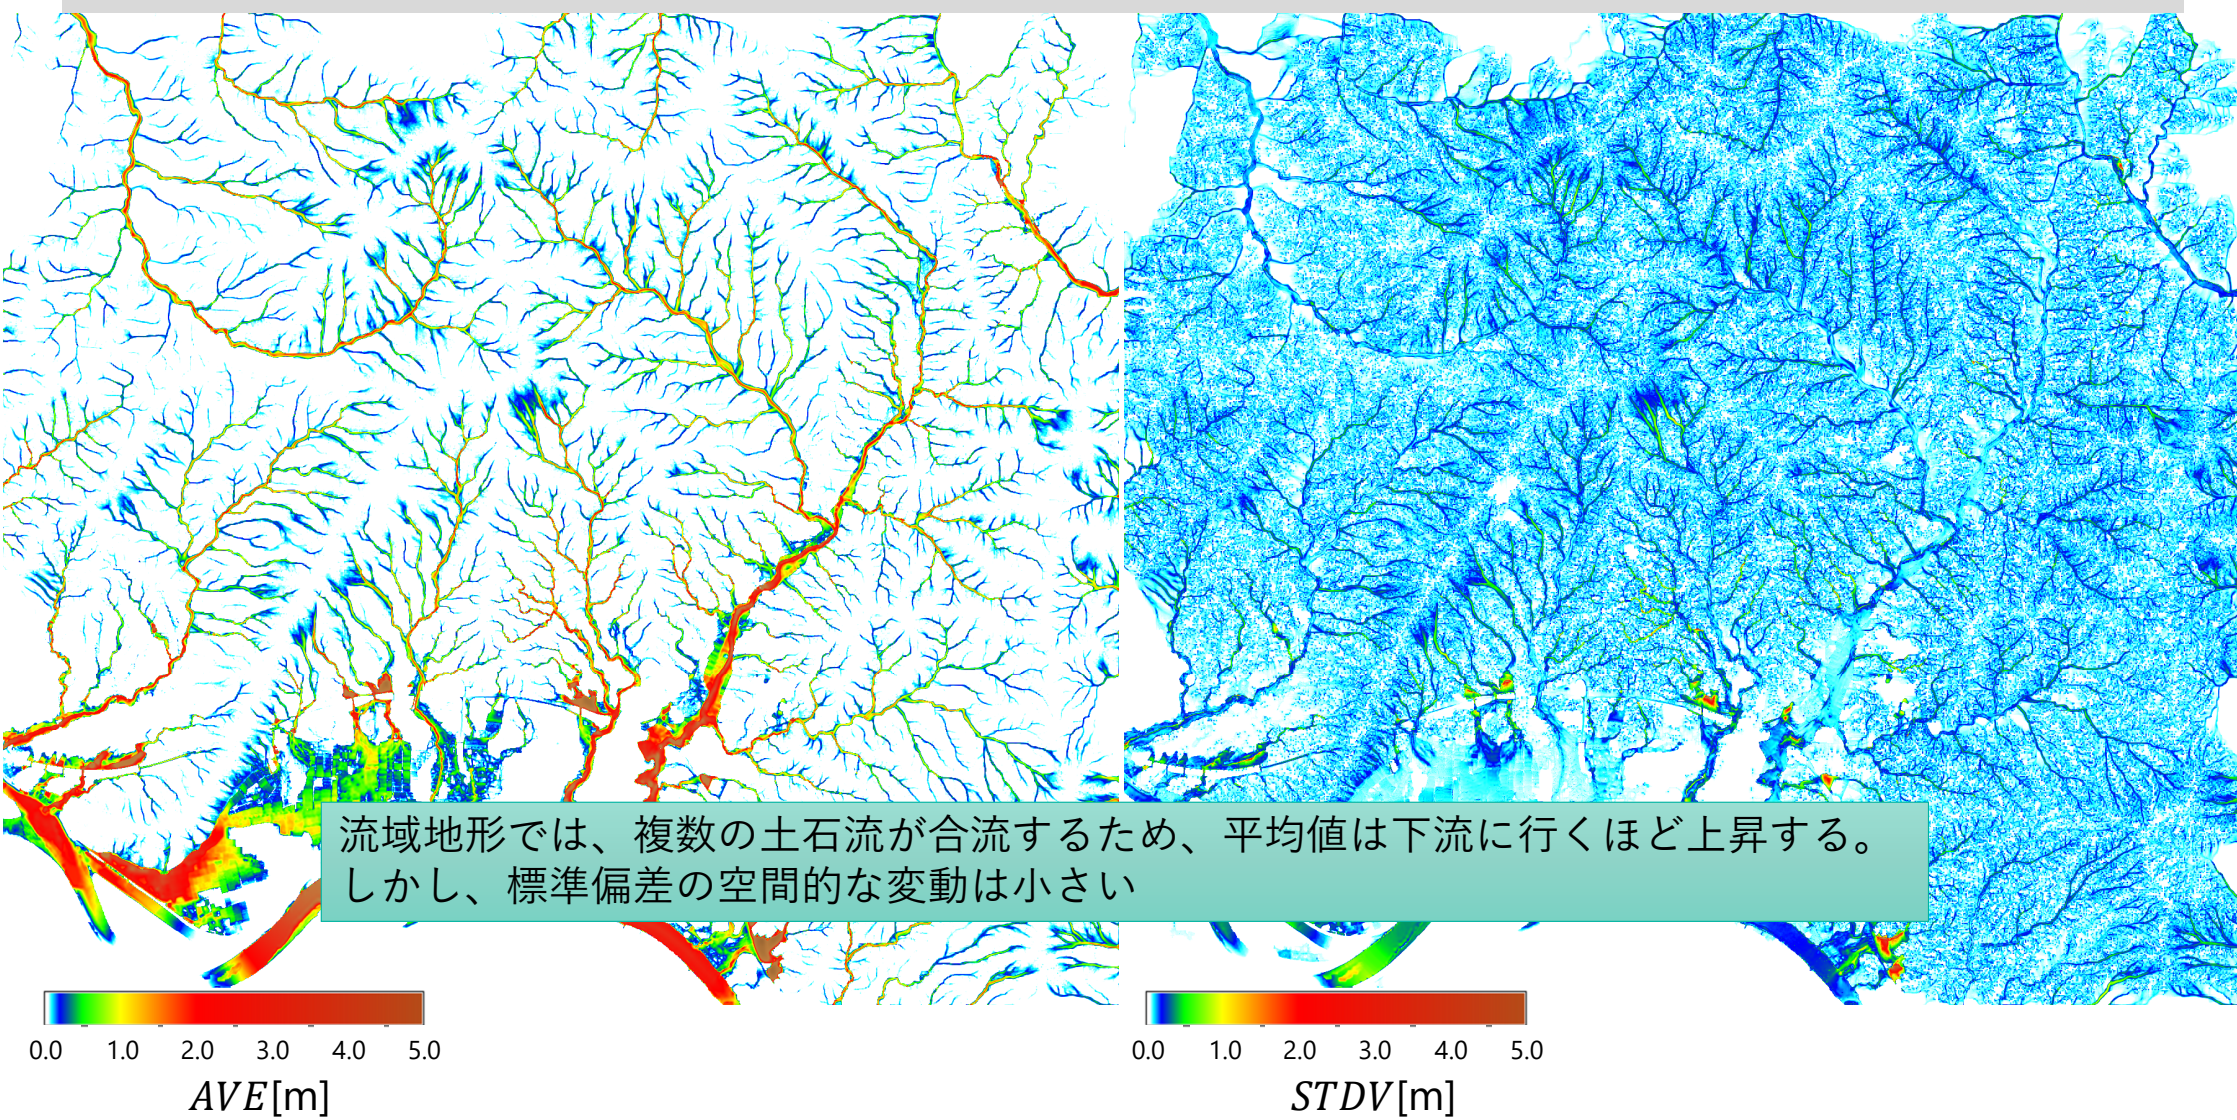 流域地形では、複数の土石流が合流するため、平均値は下流に行くほど上昇する。
しかし、標準偏差の空間的な変動は小さい
0.0 1.0 2.0 3.0 4.0 5.0
AVE[m]
0.0 1.0 2.0 3.0 4.0 5.0
STDV[m]